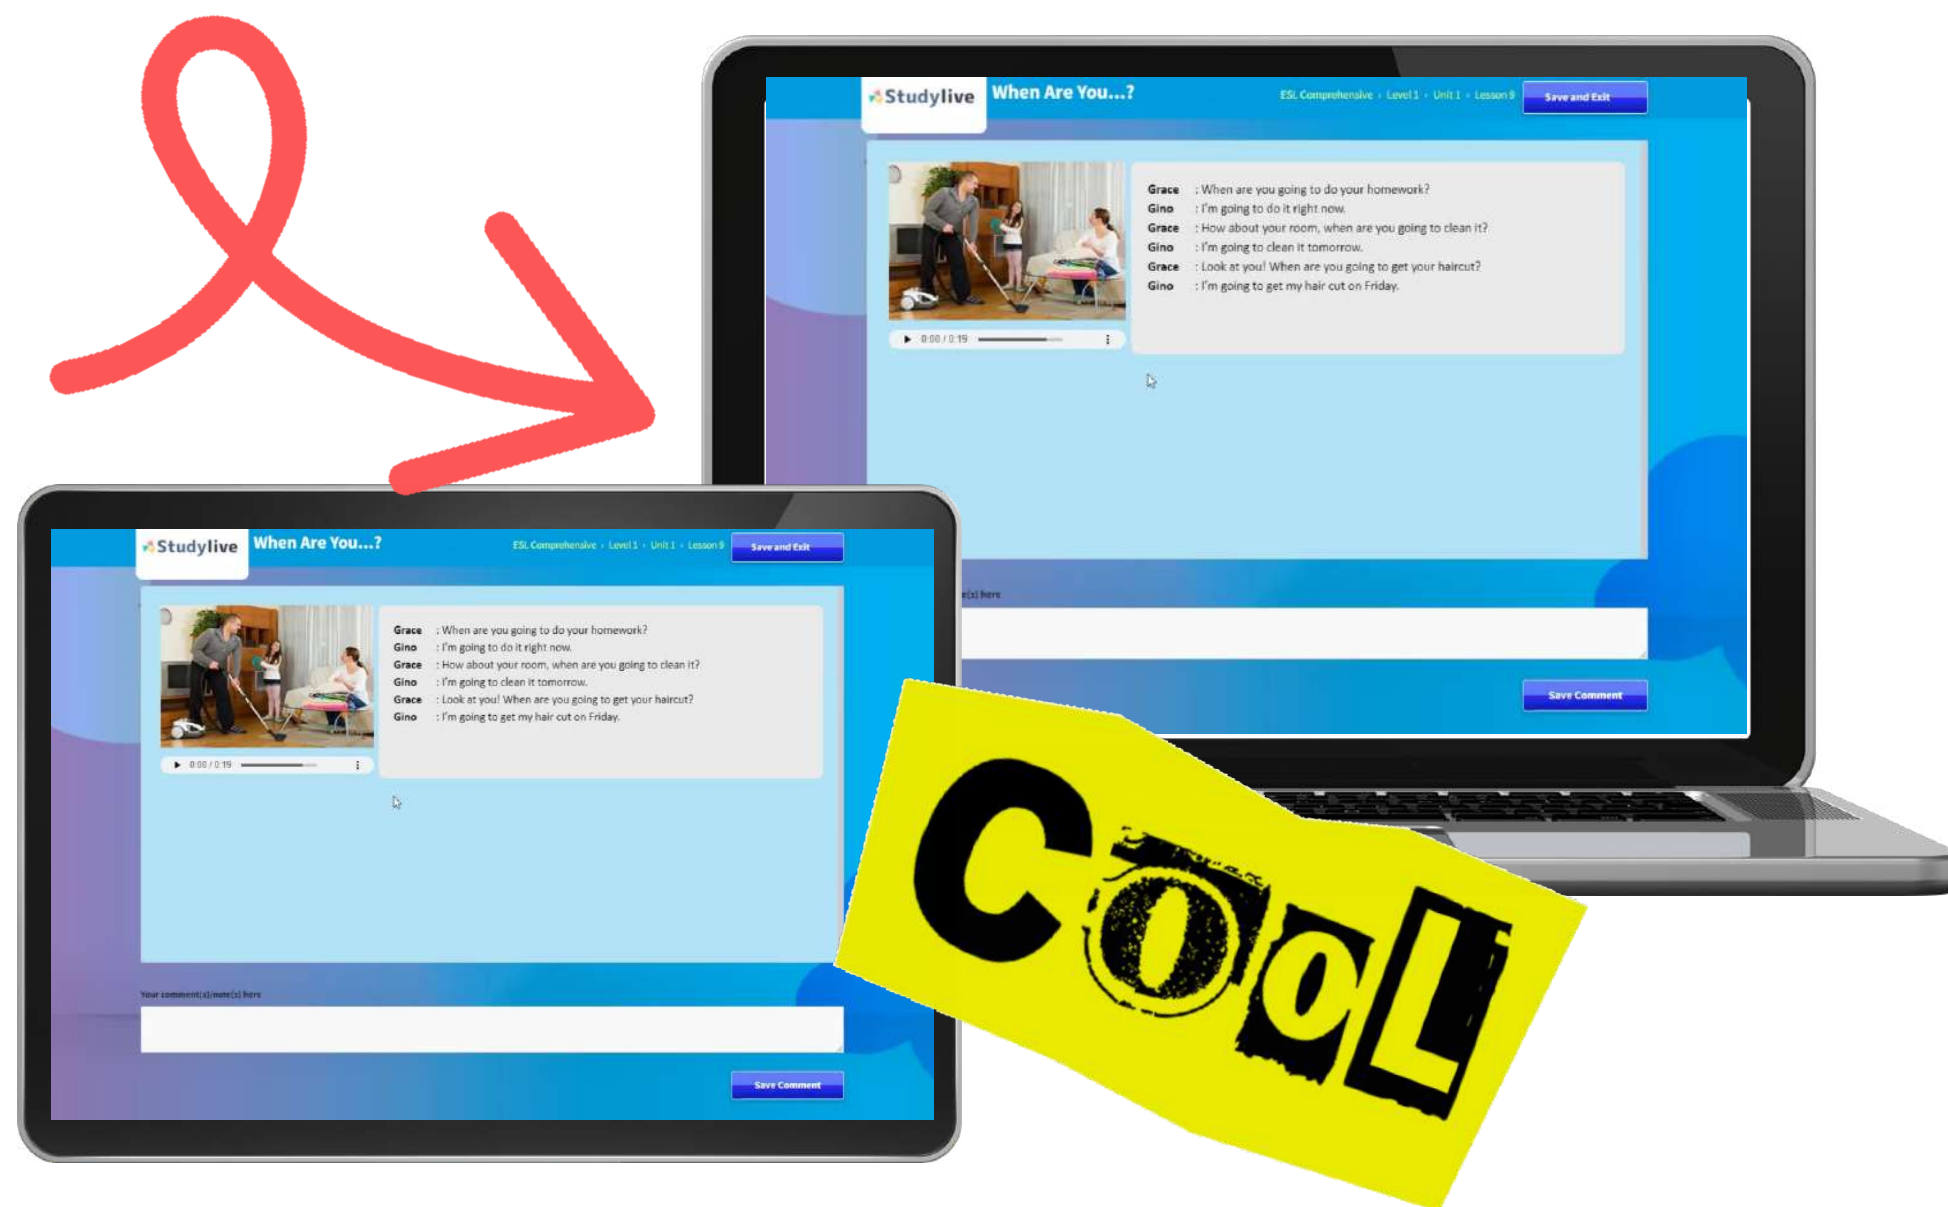 Studylive
When Are You...?
ESL Comprehensive › Level 1 › Unit 1 › Lesson 9
Save and Exit
Grace : When are you going to do your homework?
Gino : I'm going to do it right now.
Grace : How about your room, when are you going to clean it?
Gino : I'm going to clean it tomorrow.
Grace : Look at you! When are you going to get your haircut?
Gino : I'm going to get my hair cut on Friday.
0:00 / 0:19
e(s) here
Save Comment
Studylive
When Are You...?
ESL Comprehensive › Level 1 › Unit 1 › Lesson 9
Save and Exit
Grace : When are you going to do your homework?
Gino : I'm going to do it right now.
Grace : How about your room, when are you going to clean it?
Gino : I'm going to clean it tomorrow.
Grace : Look at you! When are you going to get your haircut?
Gino : I'm going to get my hair cut on Friday.
0:00 / 0:19
Your comment(s)/note(s) here
Save Comment
CooL